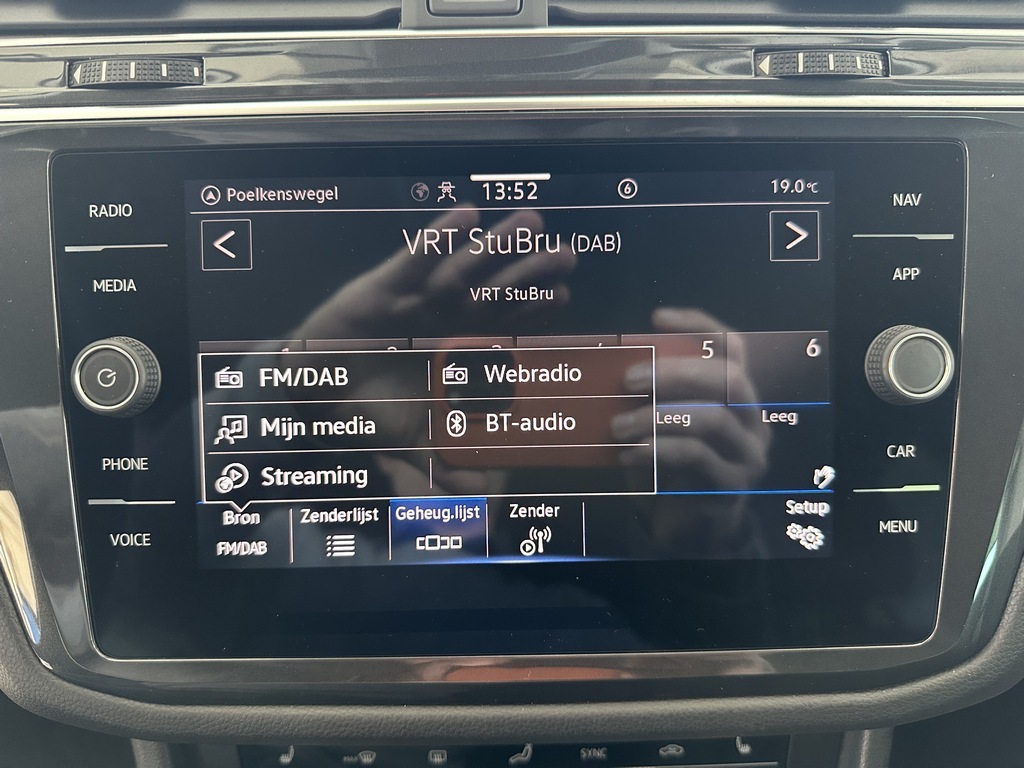 RADIO
MEDIA
PHONE
VOICE
Poelkenswegel
13:52
6
19.0°C
< VRT StuBru (DAB) >
VRT StuBru
5
6
FM/DAB
Webradio
Mijn media
BT-audio
Streaming
Leeg
Leeg
Bron
FM/DAB
Zenderlijst
Geheug.lijst
Zender
Setup
NAV
APP
CAR
MENU
SYNC